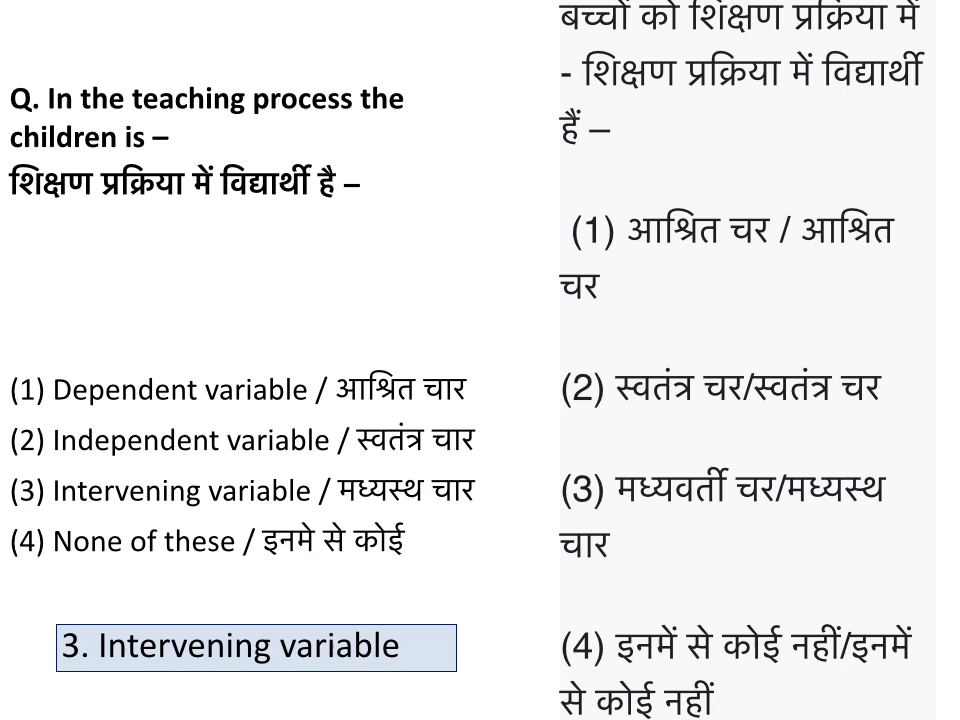 Q. In the teaching process the
children is –
शिक्षण प्रक्रिया में विद्यार्थी है –
(1) Dependent variable / आश्रित चार
(2) Independent variable / स्वतंत्र चार
(3) Intervening variable / मध्यस्थ चार
(4) None of these / इनमे से कोई
3. Intervening variable
बच्चों को शिक्षण प्रक्रिया में
- शिक्षण प्रक्रिया में विद्यार्थी
हैं –
(1) आश्रित चर / आश्रित
चर
(2) स्वतंत्र चर/स्वतंत्र चर
(3) मध्यवर्ती चर/मध्यस्थ
चार
(4) इनमें से कोई नहीं/इनमें
से कोई नहीं